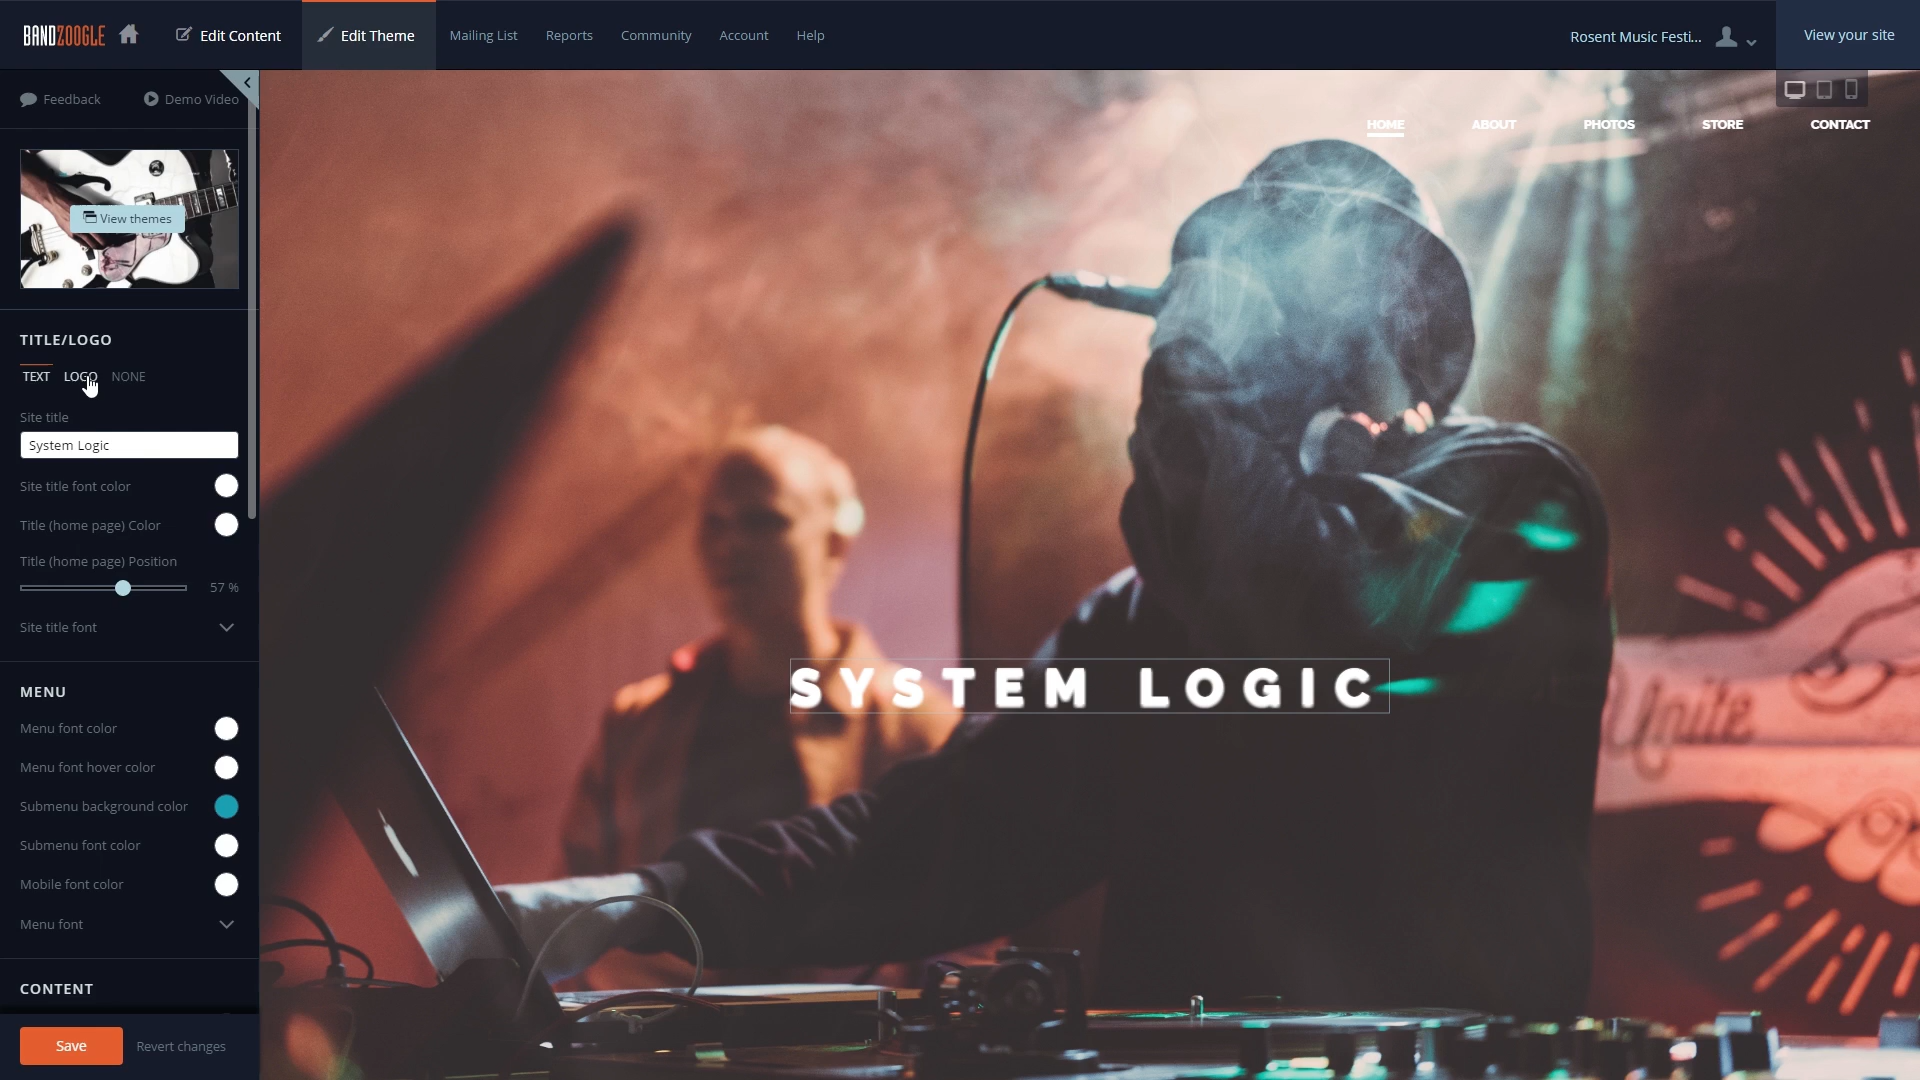 BANDZOOGLE
Edit Content
Edit Theme
Mailing List
Reports
Community
Account
Help
Rosent Music Festi...
View your site
Feedback
Demo Video
HOME
ABOUT
PHOTOS
STORE
CONTACT
View themes
TITLE/LOGO
TEXT
LOGO
NONE
Site title
System Logic
Site title font color
Title (home page) Color
Title (home page) Position
57 %
Site title font
SYSTEM LOGIC
Unite
MENU
Menu font color
Menu font hover color
Submenu background color
Submenu font color
Mobile font color
Menu font
CONTENT
Save
Revert changes